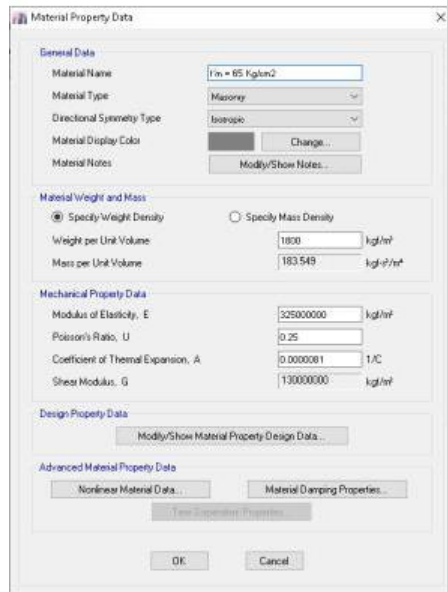 Material Property Data
General Data
Material Name f'm = 65 Kg/cm2
Material Type Masonry
Directional Symmetry Type Isotropic
Material Display Color Change...
Material Notes Modify/Show Notes...
Material Weight and Mass
Specify Weight Density Specify Mass Density
Weight per Unit Volume 1800 kgf/m³
Mass per Unit Volume 183.549 kgf-s²/m⁴
Mechanical Property Data
Modulus of Elasticity, E 325000000 kgf/m²
Poisson's Ratio, U 0.25
Coefficient of Thermal Expansion, A 0.0000081 1/C
Shear Modulus, G 130000000 kgf/m²
Design Property Data
Modify/Show Material Property Design Data...
Advanced Material Property Data
Nonlinear Material Data... Material Damping Properties...
Time Dependent Properties...
OK Cancel